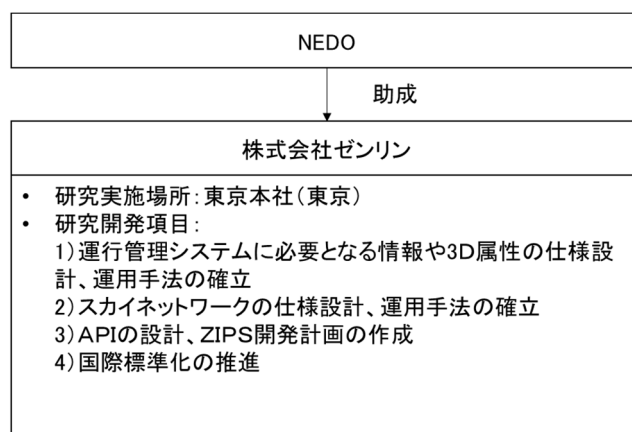 NEDO
助成
株式会社ゼンリン
• 研究実施場所：東京本社（東京）
• 研究開発項目：
1）運行管理システムに必要となる情報や3D属性の仕様設
計、運用手法の確立
2）スカイネットワークの仕様設計、運用手法の確立
3）APIの設計、ZIPS開発計画の作成
4）国際標準化の推進